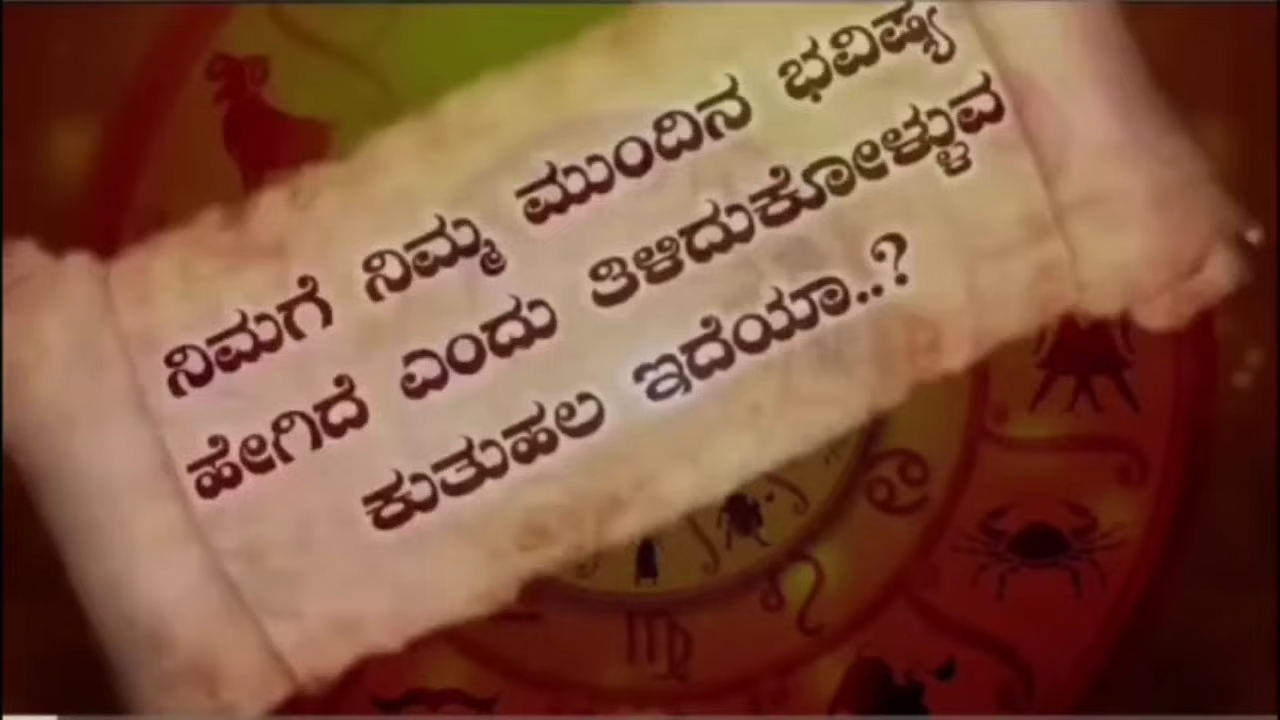 ನಿಮಗೆ ನಿಮ್ಮ ಮುಂದಿನ ಭವಿಷ್ಯ
ಹೇಗಿದೆ ಎಂದು ತಿಳಿದುಕೋಳ್ಳುವ
ಕುತುಹಲ ಇದೆಯಾ..?